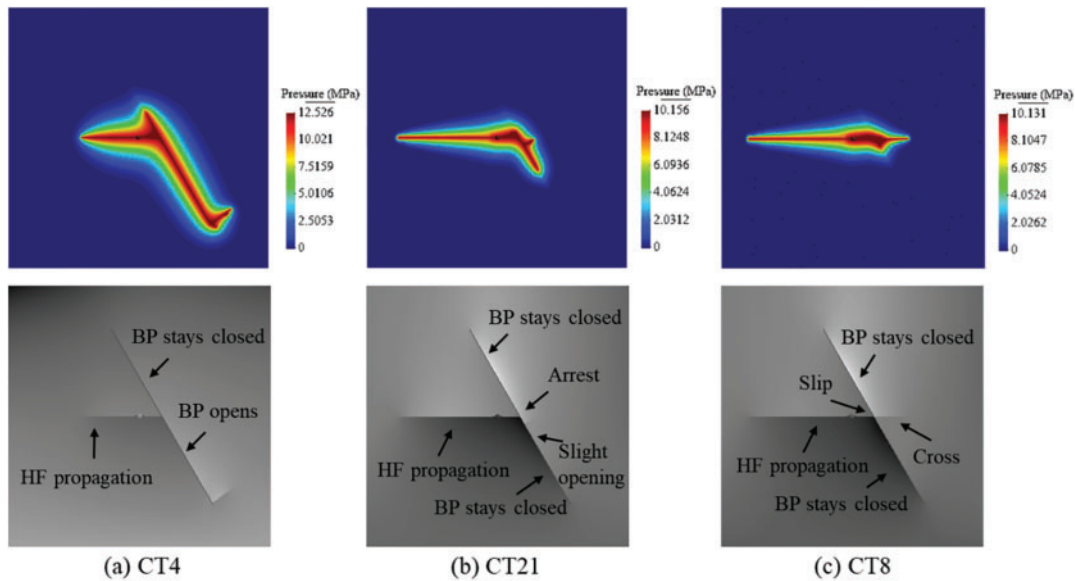 Pressure (MPa)
12.526
10.021
7.5159
5.0106
2.5053
0
Pressure (MPa)
10.156
8.1248
6.0936
4.0624
2.0312
0
Pressure (MPa)
10.131
8.1047
6.0785
4.0524
2.0262
0
BP stays closed
BP opens
HF propagation
BP stays closed
Arrest
Slight
opening
HF propagation
BP stays closed
BP stays closed
Slip
Cross
HF propagation
BP stays closed
(a) CT4
(b) CT21
(c) CT8